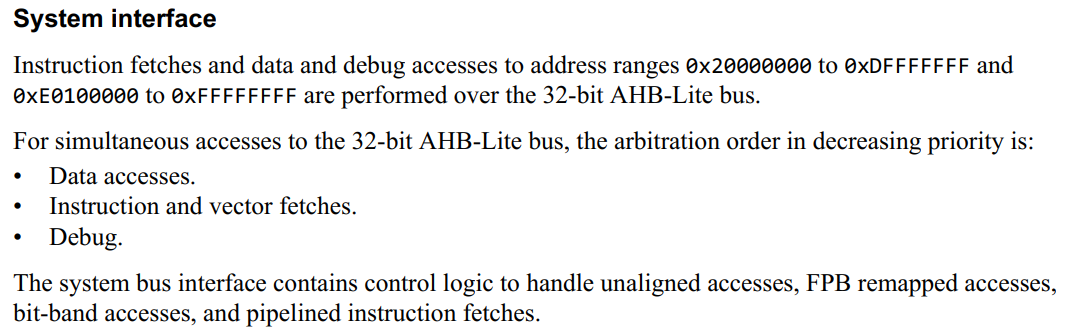 System interface
Instruction fetches and data and debug accesses to address ranges 0x20000000 to 0xDFFFFFFF and
0xE0100000 to 0xFFFFFFFF are performed over the 32-bit AHB-Lite bus.
For simultaneous accesses to the 32-bit AHB-Lite bus, the arbitration order in decreasing priority is:
• Data accesses.
• Instruction and vector fetches.
• Debug.
The system bus interface contains control logic to handle unaligned accesses, FPB remapped accesses,
bit-band accesses, and pipelined instruction fetches.